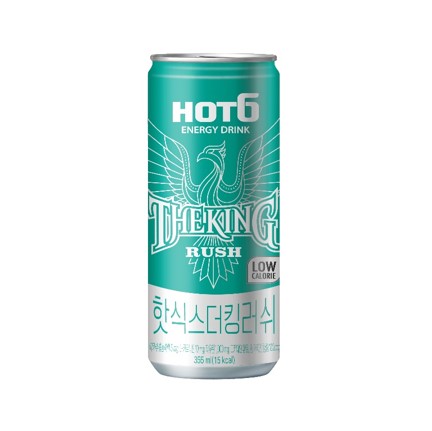 HOT6
ENERGY DRINK
THE KING
RUSH
LOW
CALORIE
핫식스더킹러쉬
355 ml (15 kcal)